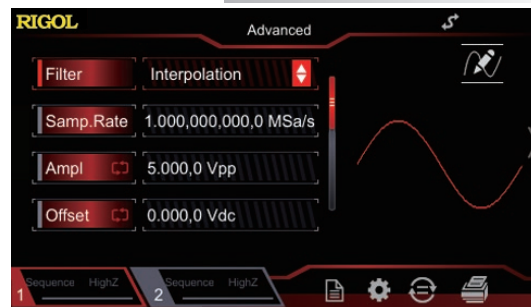 RIGOL
Advanced
Filter Interpolation
Samp.Rate 1.000,000,000,0 MSa/s
Ampl 5.000,0 Vpp
Offset 0.000,0 Vdc
1 Sequence HighZ
2 Sequence HighZ